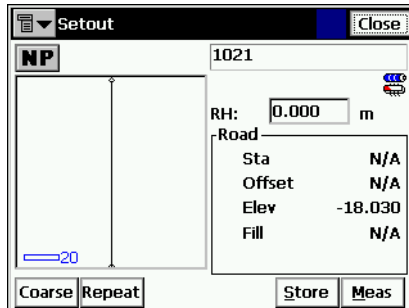 Setout Close
NP 1021
RH: 0.000 m
Road
Sta N/A
Offset N/A
Elev -18.030
Fill N/A
20
Coarse Repeat Store Meas